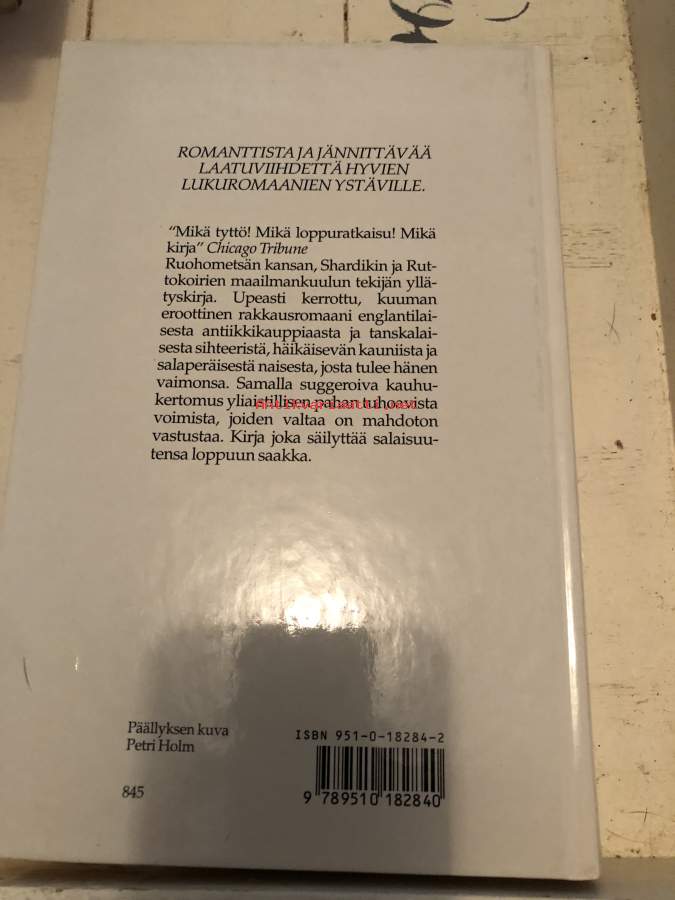 ROMANTTISTA JA JÄNNITTÄVÄÄ
LAATUVIIHDETTÄ HYVIEN
LUKUROMAANIEN YSTÄVILLE.
“Mikä tyttö! Mikä loppuratkaisu! Mikä
kirja” Chicago Tribune
Ruohometsän kansan, Shardikin ja Rut-
tokoirien maailmankuulun tekijän yllä-
tyskirja. Upeasti kerrottu, kuuman
eroottinen rakkausromaani englantilai-
sesta antiikkikauppiaasta ja tanskalai-
sesta sihteeristä, häikäisevän kauniista ja
salaperäisestä naisesta, josta tulee hänen
vaimonsa. Samalla suggeroiva kauhu-
kertomus yliaistillisen pahan tuhoavista
Antikvariaatti.net
voimista, joiden valtaa on mahdoton
vastustaa. Kirja joka säilyttää salaisuu-
tensa loppuun saakka.
Päällyksen kuva
Petri Holm
845
ISBN 951-0-18284-2
9 789510 182840